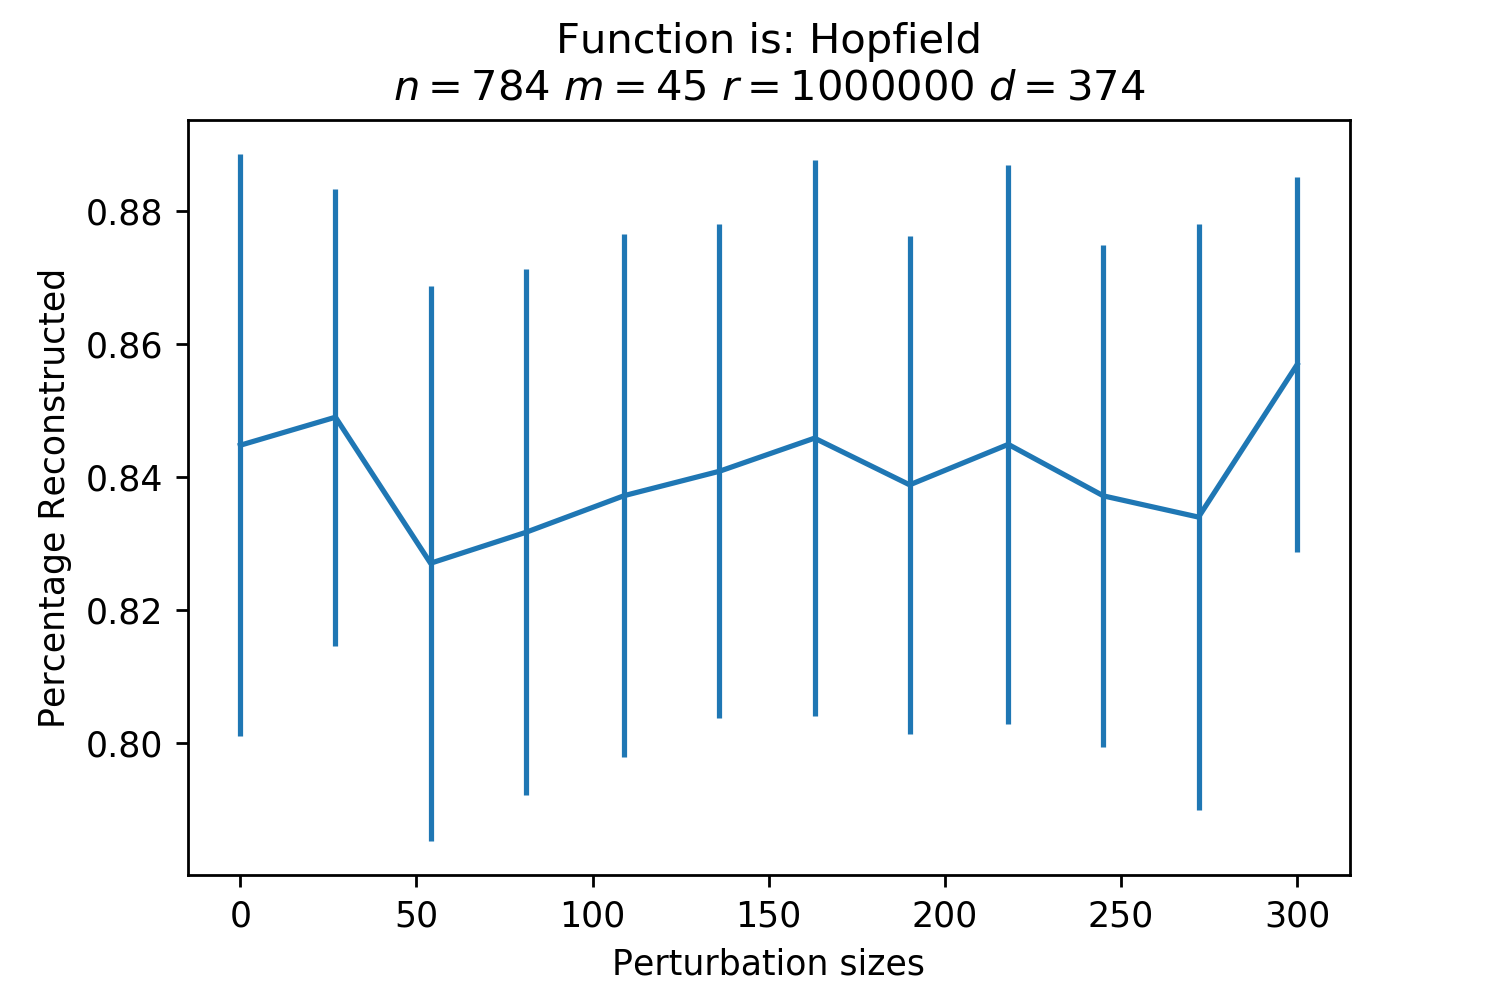 Function is: Hopfield
n = 784 m = 45 r = 1000000 d = 374
Percentage Reconstructed
0.88
0.86
0.84
0.82
0.80
0 50 100 150 200 250 300
Perturbation sizes